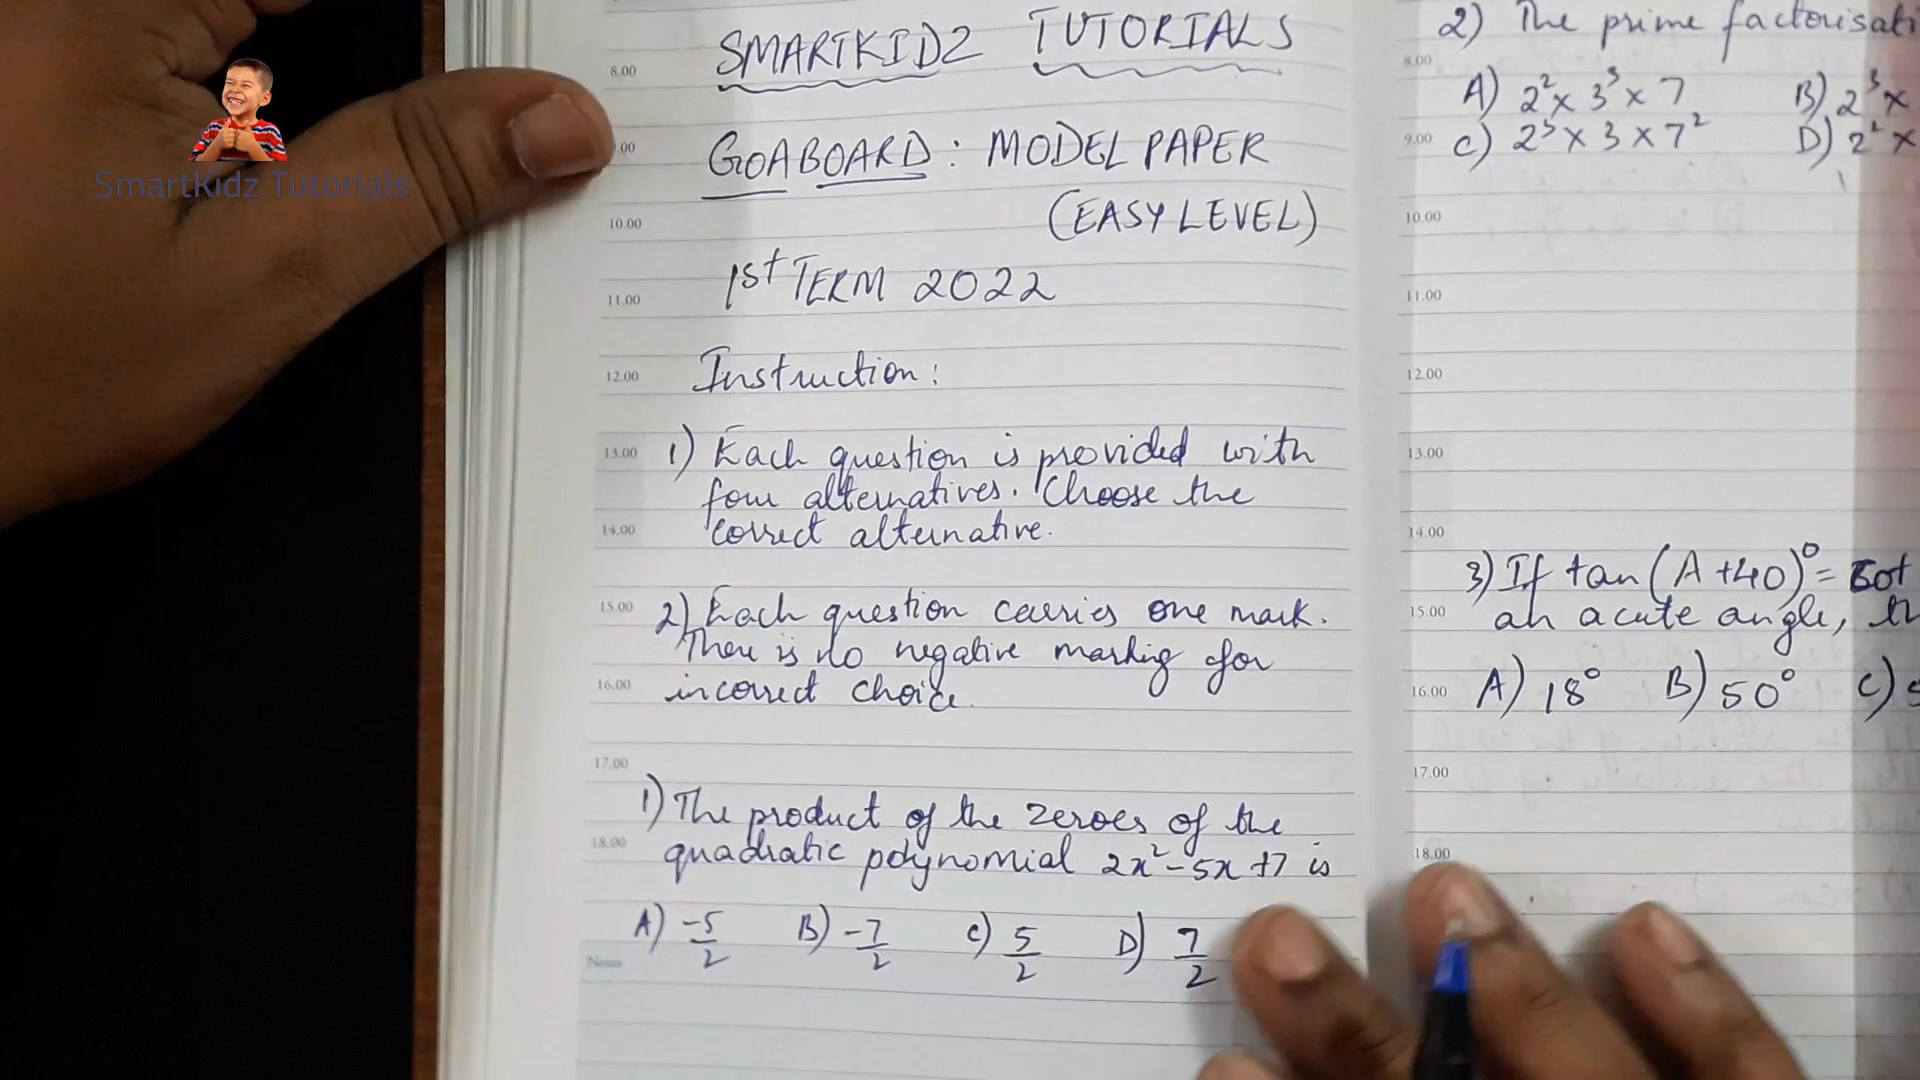 SmartKidz Tutorials
SMARTKIDZ TUTORIALS
GOABOARD: MODEL PAPER
(EASY LEVEL)
1st TERM 2022
Instruction:
1) Each question is provided with
four alternatives. Choose the
correct alternative.
2) Each question carries one mark.
There is no negative marking for
incorrect choice.
1) The product of the zeroes of the
quadratic polynomial 2x²-5x+7 is
A) -5/2 B) -7/2 C) 5/2 D) 7/2
8.00
9.00
10.00
11.00
12.00
13.00
14.00
15.00
16.00
17.00
18.00
Notes
2) The prime factorisati
A) 2² x 3³ x 7 B) 2³ x
C) 2³ x 3 x 7² D) 2² x
3) If tan (A+40)° = Cot
an acute angle, th
A) 18° B) 50° C)
8.00
9.00
10.00
11.00
12.00
13.00
14.00
15.00
16.00
17.00
18.00